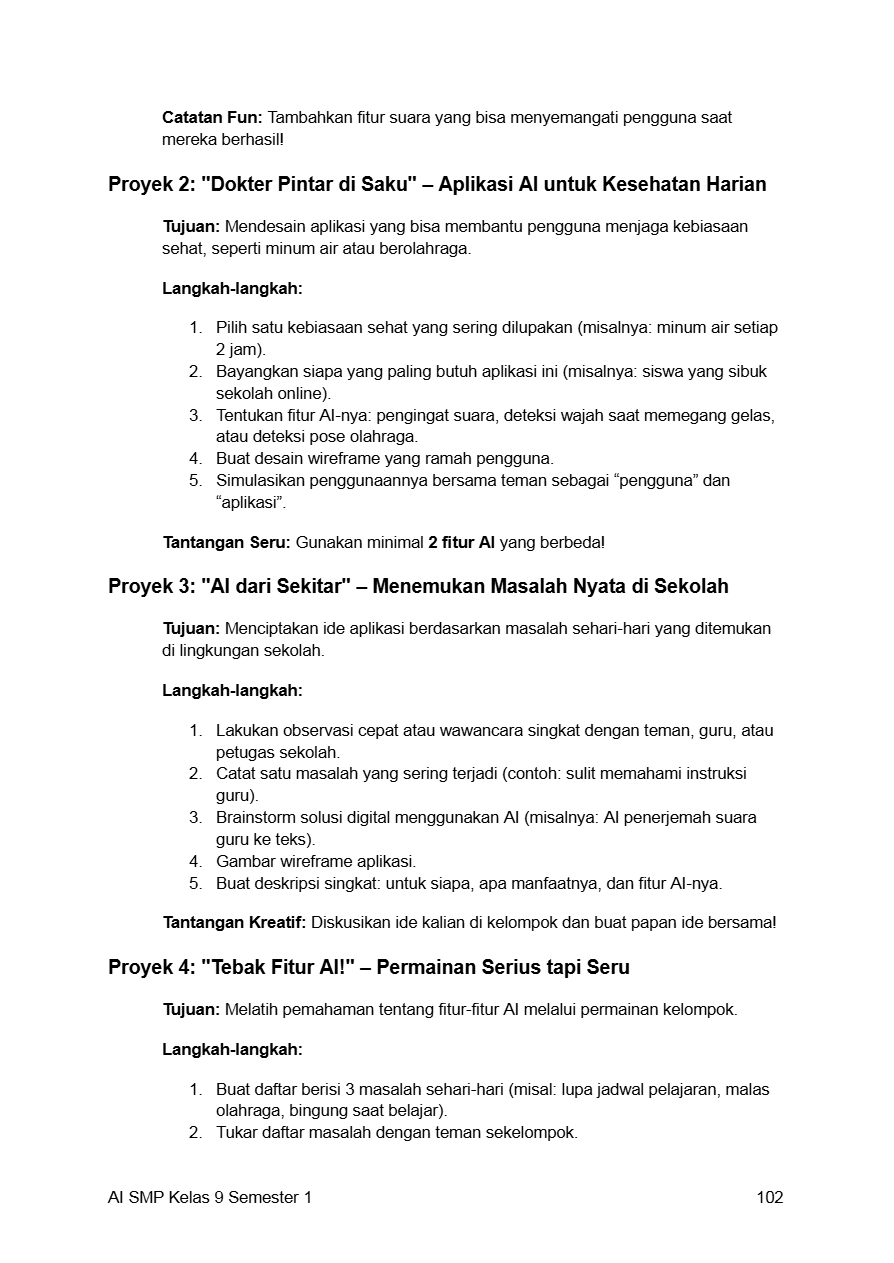 Catatan Fun: Tambahkan fitur suara yang bisa menyemangati pengguna saat
mereka berhasil!
Proyek 2: "Dokter Pintar di Saku" – Aplikasi AI untuk Kesehatan Harian
Tujuan: Mendesain aplikasi yang bisa membantu pengguna menjaga kebiasaan
sehat, seperti minum air atau berolahraga.
Langkah-langkah:
1. Pilih satu kebiasaan sehat yang sering dilupakan (misalnya: minum air setiap
2 jam).
2. Bayangkan siapa yang paling butuh aplikasi ini (misalnya: siswa yang sibuk
sekolah online).
3. Tentukan fitur AI-nya: pengingat suara, deteksi wajah saat memegang gelas,
atau deteksi pose olahraga.
4. Buat desain wireframe yang ramah pengguna.
5. Simulasikan penggunaannya bersama teman sebagai “pengguna” dan
“aplikasi”.
Tantangan Seru: Gunakan minimal 2 fitur AI yang berbeda!
Proyek 3: "AI dari Sekitar" – Menemukan Masalah Nyata di Sekolah
Tujuan: Menciptakan ide aplikasi berdasarkan masalah sehari-hari yang ditemukan
di lingkungan sekolah.
Langkah-langkah:
1. Lakukan observasi cepat atau wawancara singkat dengan teman, guru, atau
petugas sekolah.
2. Catat satu masalah yang sering terjadi (contoh: sulit memahami instruksi
guru).
3. Brainstorm solusi digital menggunakan AI (misalnya: AI penerjemah suara
guru ke teks).
4. Gambar wireframe aplikasi.
5. Buat deskripsi singkat: untuk siapa, apa manfaatnya, dan fitur AI-nya.
Tantangan Kreatif: Diskusikan ide kalian di kelompok dan buat papan ide bersama!
Proyek 4: "Tebak Fitur AI!" – Permainan Serius tapi Seru
Tujuan: Melatih pemahaman tentang fitur-fitur AI melalui permainan kelompok.
Langkah-langkah:
1. Buat daftar berisi 3 masalah sehari-hari (misal: lupa jadwal pelajaran, malas
olahraga, bingung saat belajar).
2. Tukar daftar masalah dengan teman sekelompok.
AI SMP Kelas 9 Semester 1 102